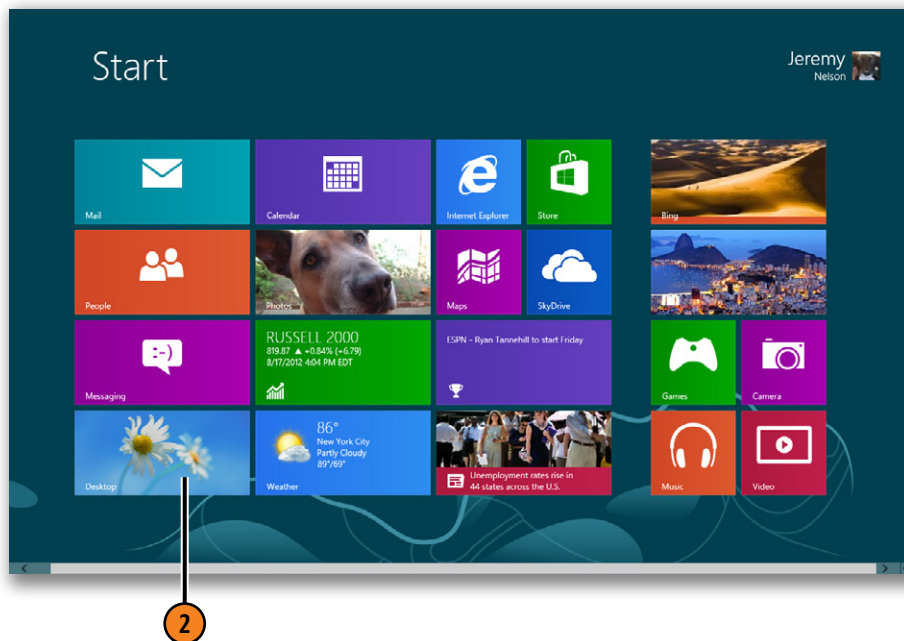 Start
Jeremy
Nelson
Mail
Calendar
Internet Explorer
Store
Bing
People
Photos
Maps
SkyDrive
Messaging
RUSSELL 2000
819.87 ▲ +0.84% (+6.79)
8/17/2012 4:04 PM EDT
ESPN - Ryan Tannehill to start Friday
Games
Camera
Desktop
86°
New York City
Partly Cloudy
89°/69°
Weather
Unemployment rates rise in
44 states across the U.S.
Music
Video
2